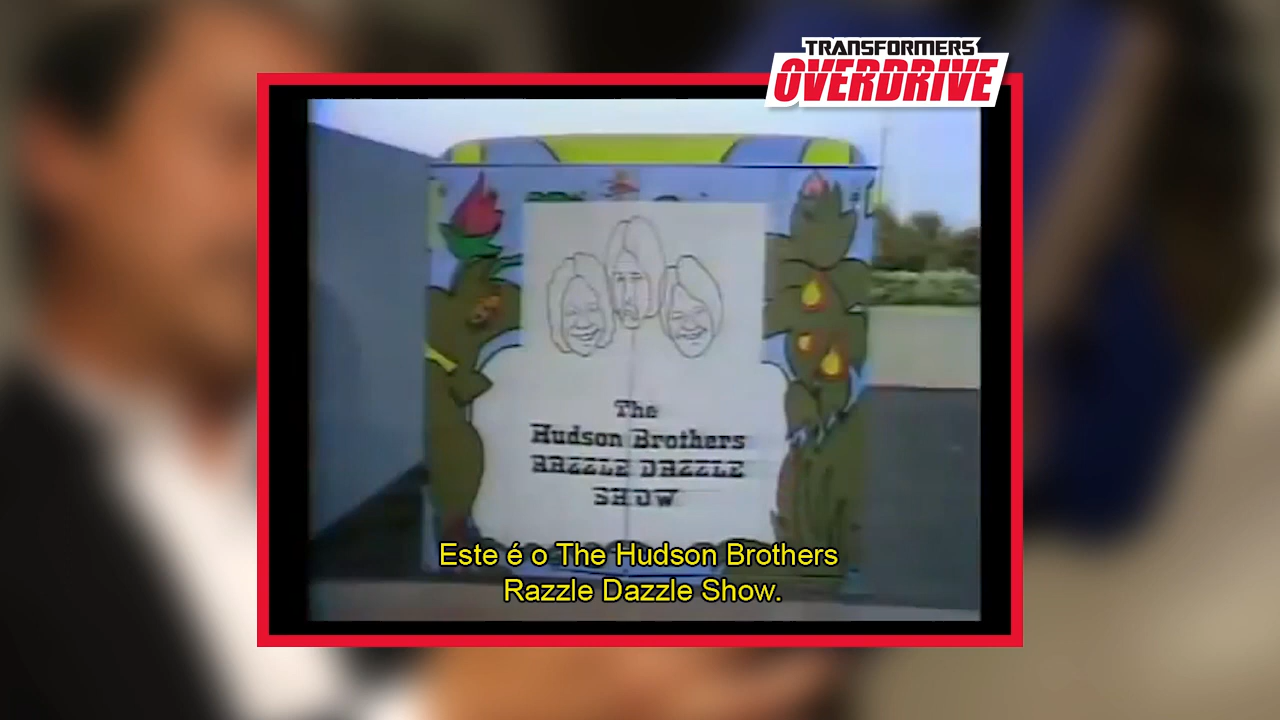 TRANSFORMERS
OVERDRIVE
The
Hudson Brothers
RAZZLE DAZZLE
SHOW
Este é o The Hudson Brothers
Razzle Dazzle Show.